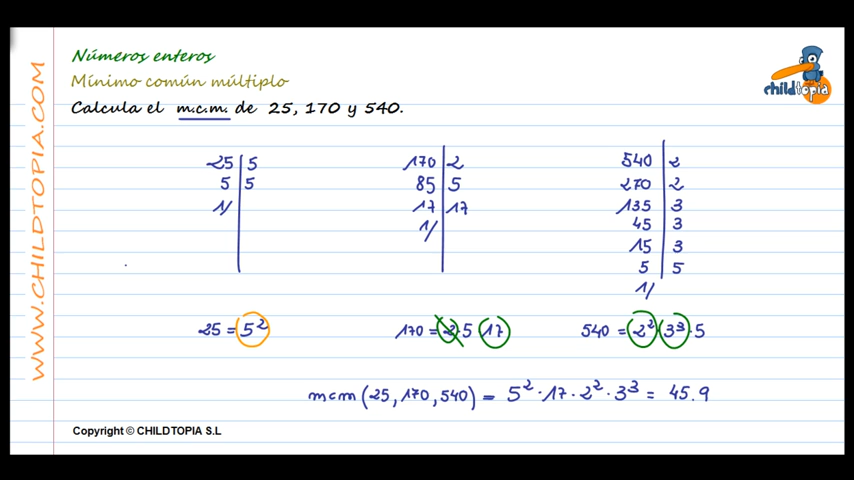 Números enteros
Mínimo común múltiplo
Calcula el m.c.m. de 25, 170 y 540.
childtopia
WWW.CHILDTOPIA.COM
25 | 5
5 | 5
1/
170 | 2
85 | 5
17 | 17
1/
540 | 2
270 | 2
135 | 3
45 | 3
15 | 3
5 | 5
1/
25 = 5²
170 = 2·5·17
540 = 2²·3³·5
mcm (25, 170, 540) = 5²·17·2²·3³ = 45.9
Copyright © CHILDTOPIA S.L